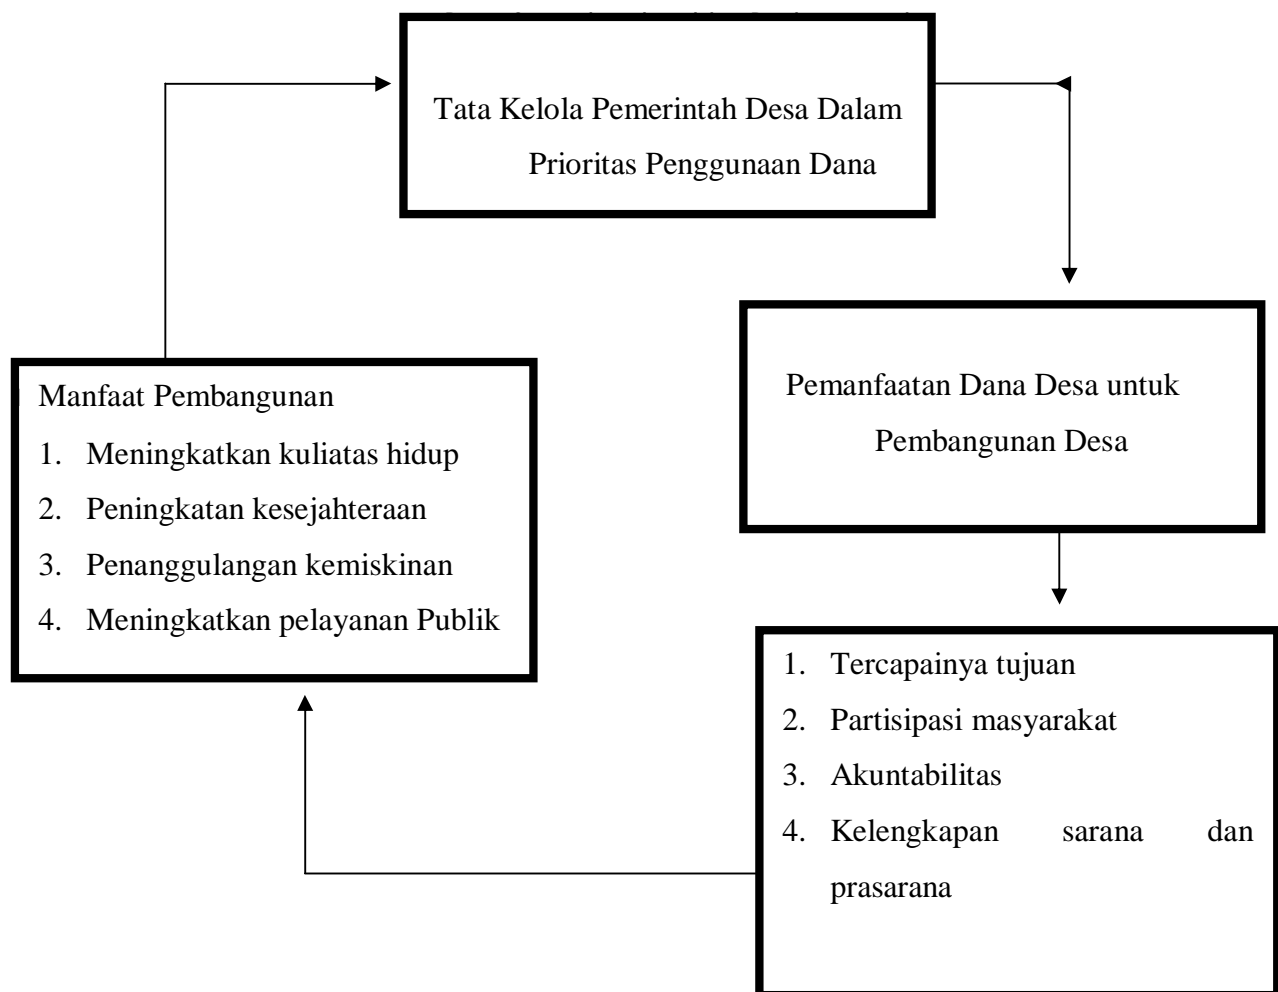 Tata Kelola Pemerintah Desa Dalam
Prioritas Penggunaan Dana
Pemanfaatan Dana Desa untuk
Pembangunan Desa
Manfaat Pembangunan
1. Meningkatkan kuliatas hidup
2. Peningkatan kesejahteraan
3. Penanggulangan kemiskinan
4. Meningkatkan pelayanan Publik
1. Tercapainya tujuan
2. Partisipasi masyarakat
3. Akuntabilitas
4. Kelengkapan sarana dan
prasarana